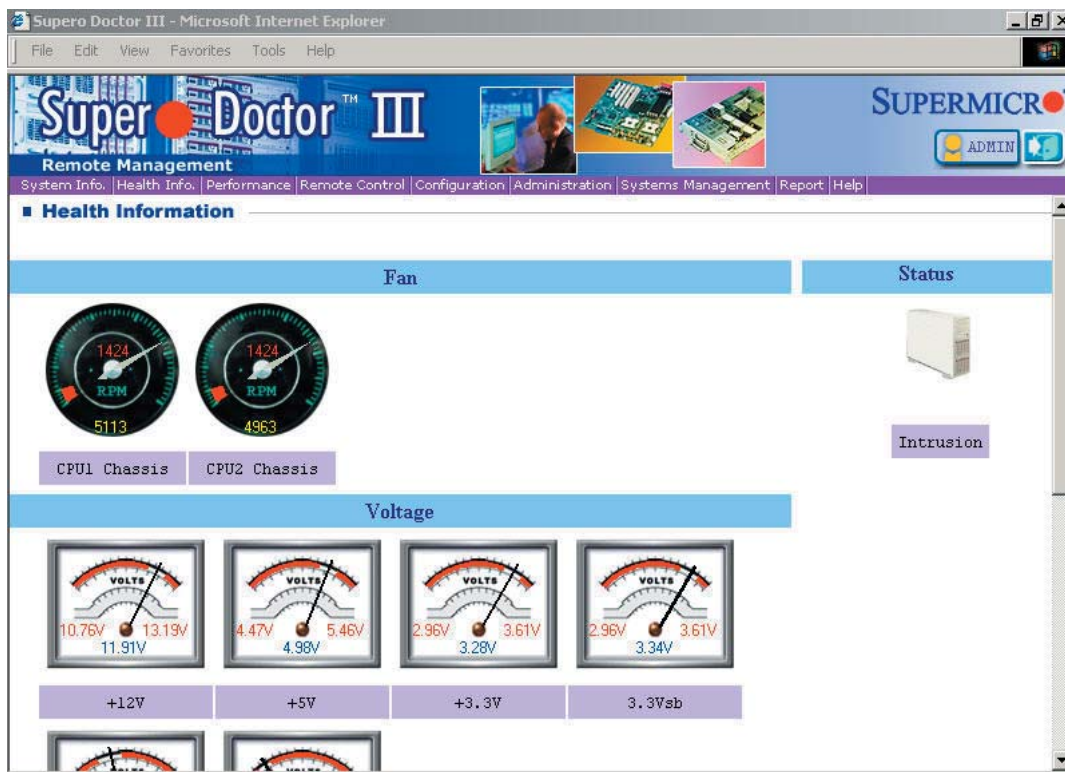 Supero Doctor III - Microsoft Internet Explorer
File Edit View Favorites Tools Help
Super Doctor ™ III
Remote Management
SUPERMICRO
ADMIN
System Info. Health Info. Performance Remote Control Configuration Administration Systems Management Report Help
Health Information
Fan
Status
1424
RPM
5113
1424
RPM
4963
CPU1 Chassis
CPU2 Chassis
Intrusion
Voltage
VOLTS
10.76V 13.19V
11.91V
VOLTS
4.47V 5.46V
4.98V
VOLTS
2.96V 3.61V
3.28V
VOLTS
2.96V 3.61V
3.34V
+12V
+5V
+3.3V
3.3Vsb